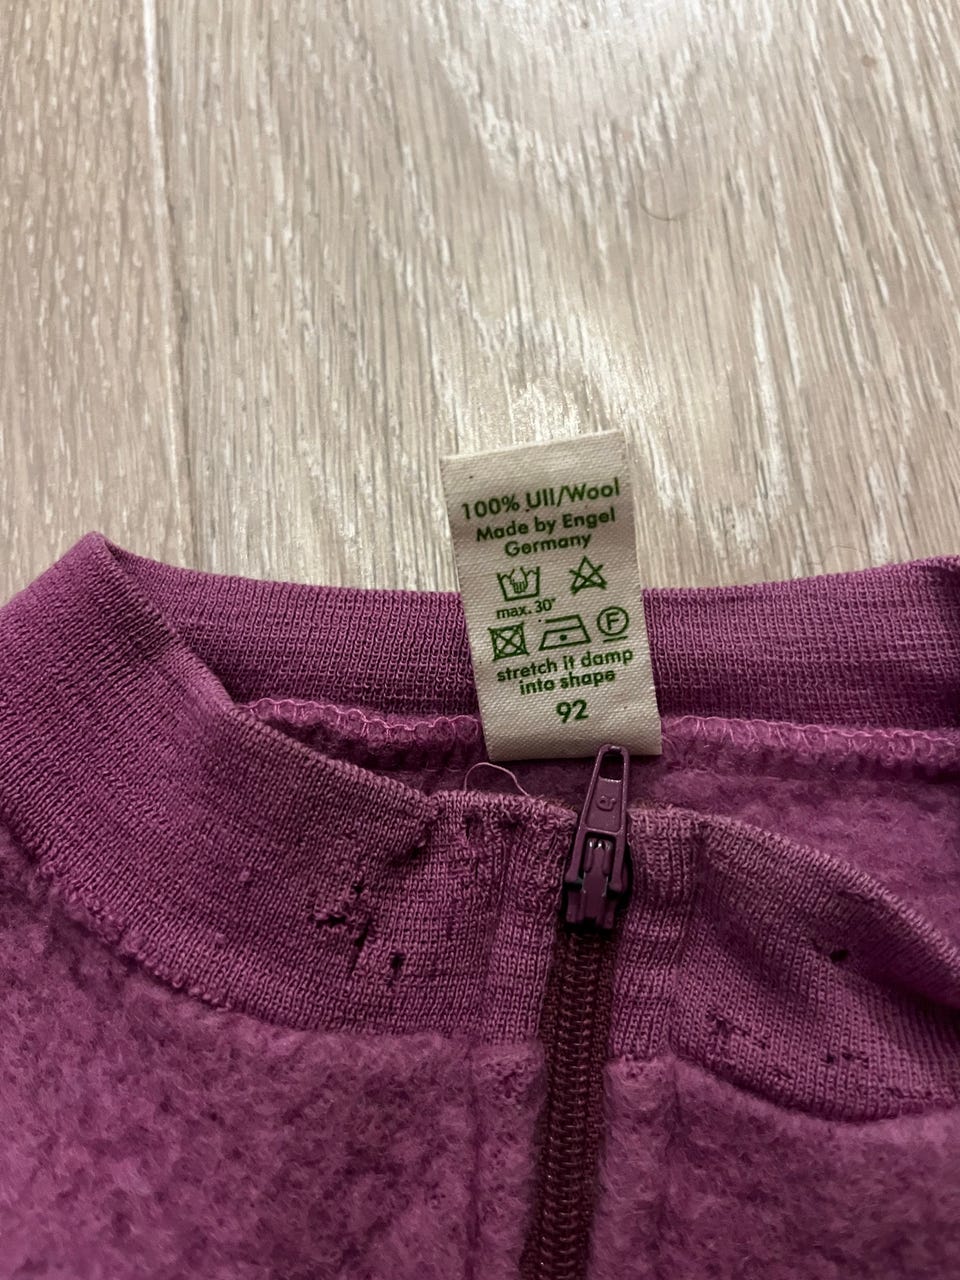 100% Ull/Wool
Made by Engel
Germany
max. 30°
F
stretch it damp
into shape
92